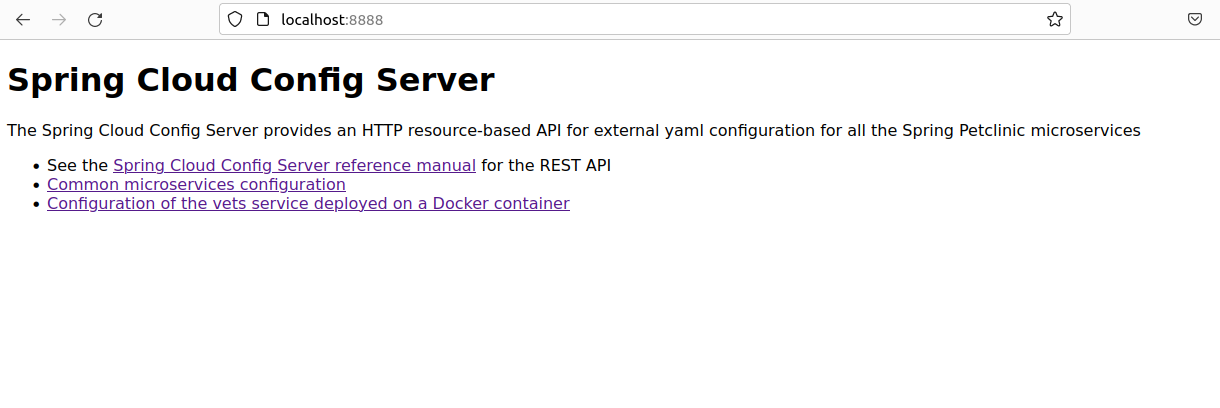 localhost:8888
Spring Cloud Config Server
The Spring Cloud Config Server provides an HTTP resource-based API for external yaml configuration for all the Spring Petclinic microservices
• See the Spring Cloud Config Server reference manual for the REST API
• Common microservices configuration
• Configuration of the vets service deployed on a Docker container